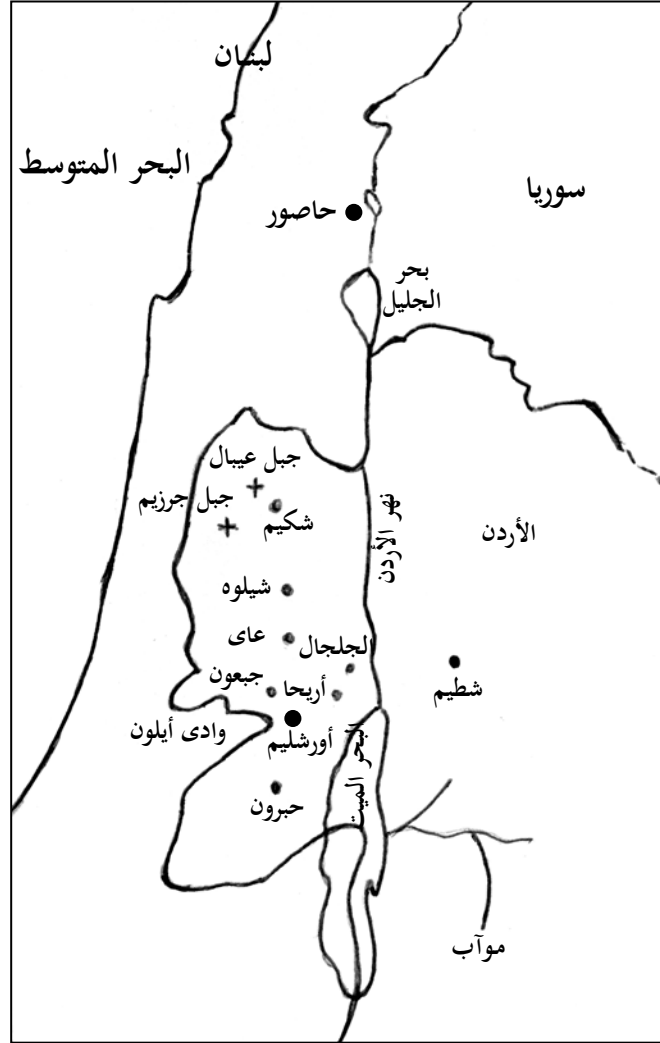 لبنان
البحر المتوسط
سوريا
حاصور
بحر
الجليل
جبل عيبال
جبل جرزيم
شكيم
نهر الأردن
الأردن
شيلوه
عاى
الجلجال
شطيم
جبعون
أريحا
وادى أيلون
أورشليم
البحر الميت
حبرون
موآب